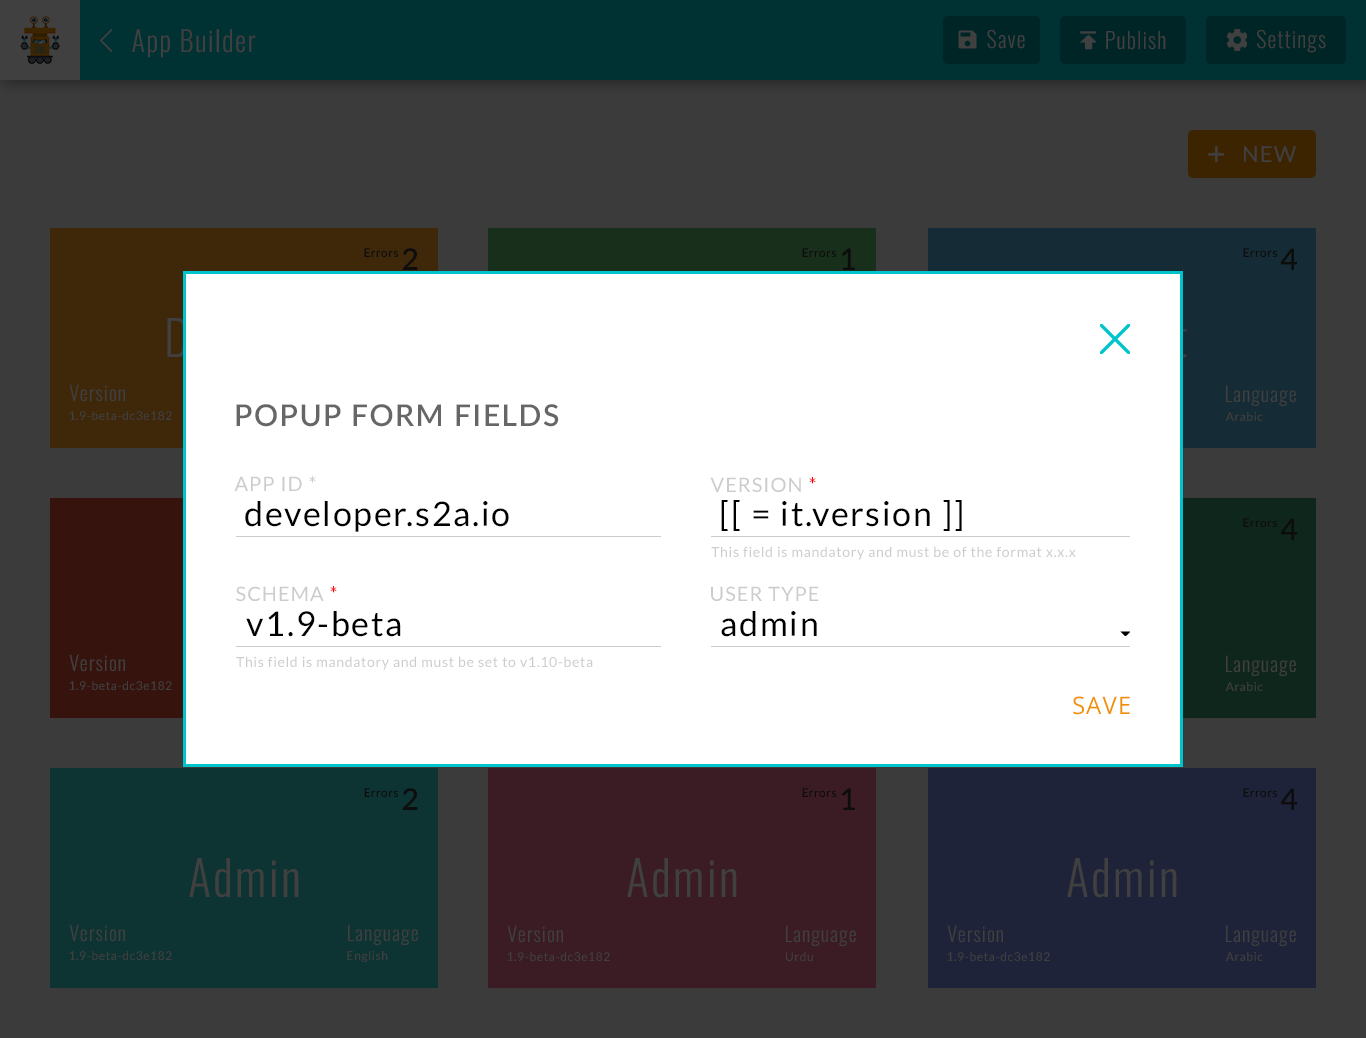 App Builder
Save
Publish
Settings
+ NEW
Errors 2
Errors 1
Errors 4
Version
1.9-beta-dc3e182
Language
Arabic
POPUP FORM FIELDS
APP ID *
developer.s2a.io
VERSION *
[[ = it.version ]]
This field is mandatory and must be of the format x.x.x
SCHEMA *
v1.9-beta
This field is mandatory and must be set to v1.10-beta
USER TYPE
admin
SAVE
Errors 4
Version
1.9-beta-dc3e182
Language
Arabic
Errors 2
Admin
Version
1.9-beta-dc3e182
Language
English
Errors 1
Admin
Version
1.9-beta-dc3e182
Language
Urdu
Errors 4
Admin
Version
1.9-beta-dc3e182
Language
Arabic